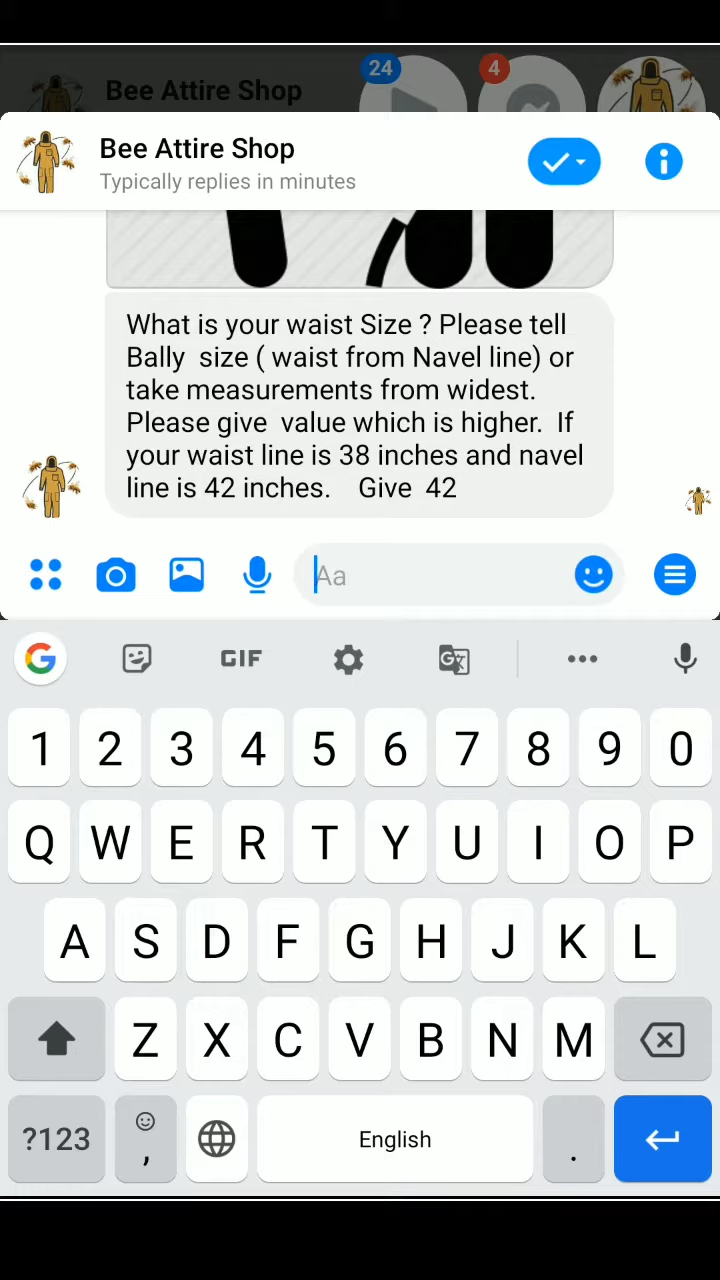 Bee Attire Shop
24
4
Bee Attire Shop
Typically replies in minutes
What is your waist Size ? Please tell
Bally size ( waist from Navel line) or
take measurements from widest.
Please give value which is higher. If
your waist line is 38 inches and navel
line is 42 inches. Give 42
Aa
G GIF
1 2 3 4 5 6 7 8 9 0
Q W E R T Y U I O P
A S D F G H J K L
Z X C V B N M
?123 , English .